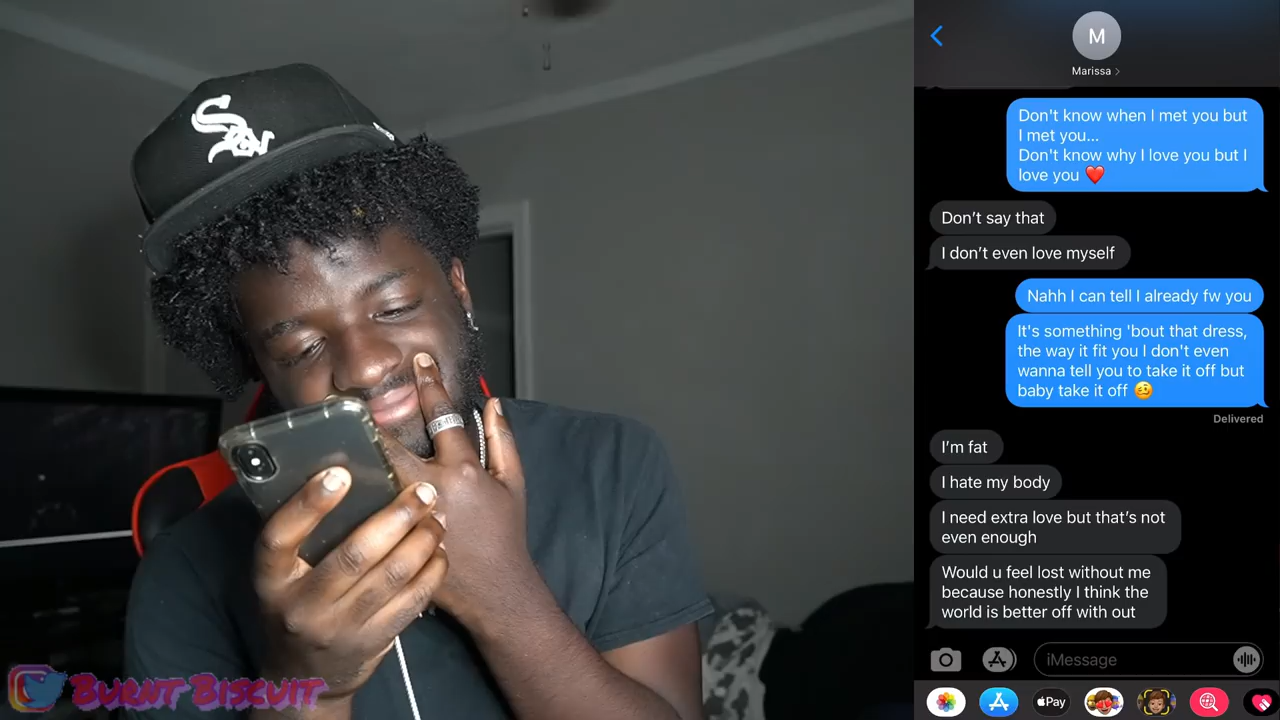 Sox
M
Marissa >
Don't know when I met you but
I met you...
Don't know why I love you but I
love you ❤️
Don't say that
I don't even love myself
Nahh I can tell I already fw you
It's something 'bout that dress,
the way it fit you I don't even
wanna tell you to take it off but
baby take it off 🥴
Delivered
I'm fat
I hate my body
I need extra love but that's not
even enough
Would u feel lost without me
because honestly I think the
world is better off with out
iMessage
Pay
BURNT BISCUIT